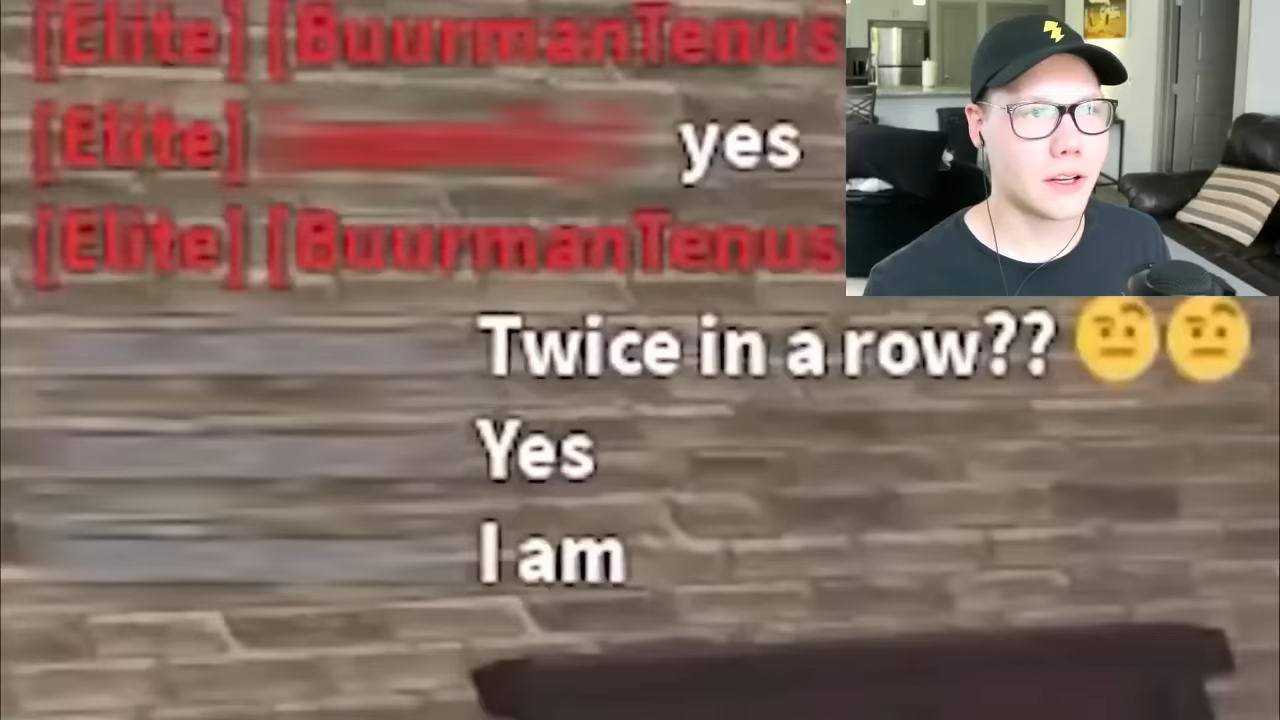 [Elite] [BuurmanTenus
[Elite] yes
[Elite] [BuurmanTenus
Twice in a row?? 🤨🤨
Yes
I am